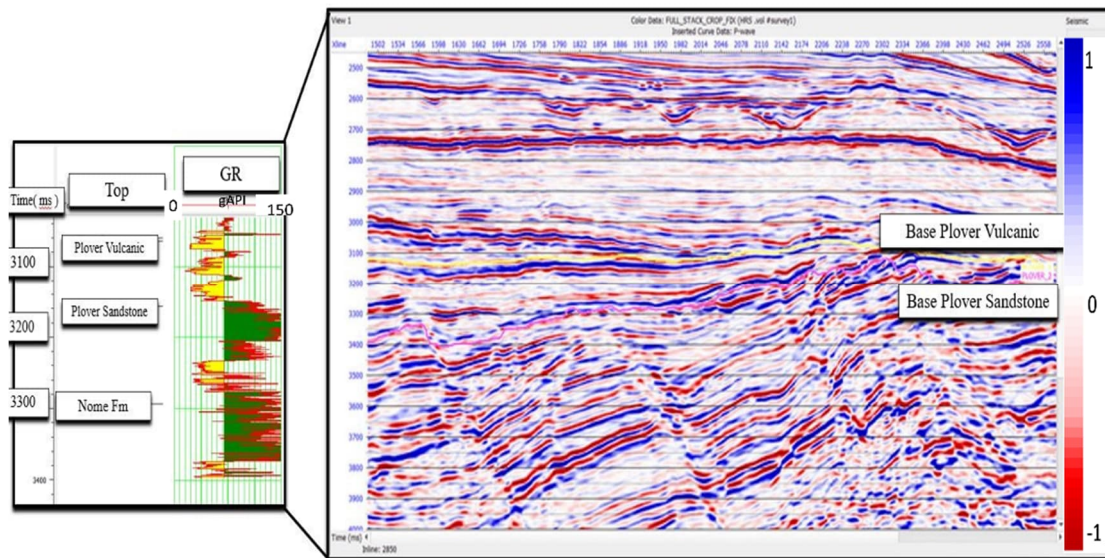 View 1
Color Data: FULL_STACK_CROP_FIX (HRS .vol #survey1)
Inserted Curve Data: P-wave
Seismic
Xline 1502 1534 1566 1598 1630 1662 1694 1726 1758 1790 1822 1854 1886 1918 1950 1982 2014 2046 2078 2110 2142 2174 2206 2238 2270 2302 2334 2366 2398 2430 2462 2494 2526 2558
2500
2600
2700
2800
2900
3000
3100
3200
3300
3400
3500
3600
3700
3800
3900
4000
Time (ms)
Inline: 2850
Base Plover Vulcanic
PLOVER_
Base Plover Sandstone
1
0
-1
Time( ms )
Top
GR
0 gAPI 150
Plover Vulcanic
3100
Plover Sandstone
3200
3300
Nome Fm
3400